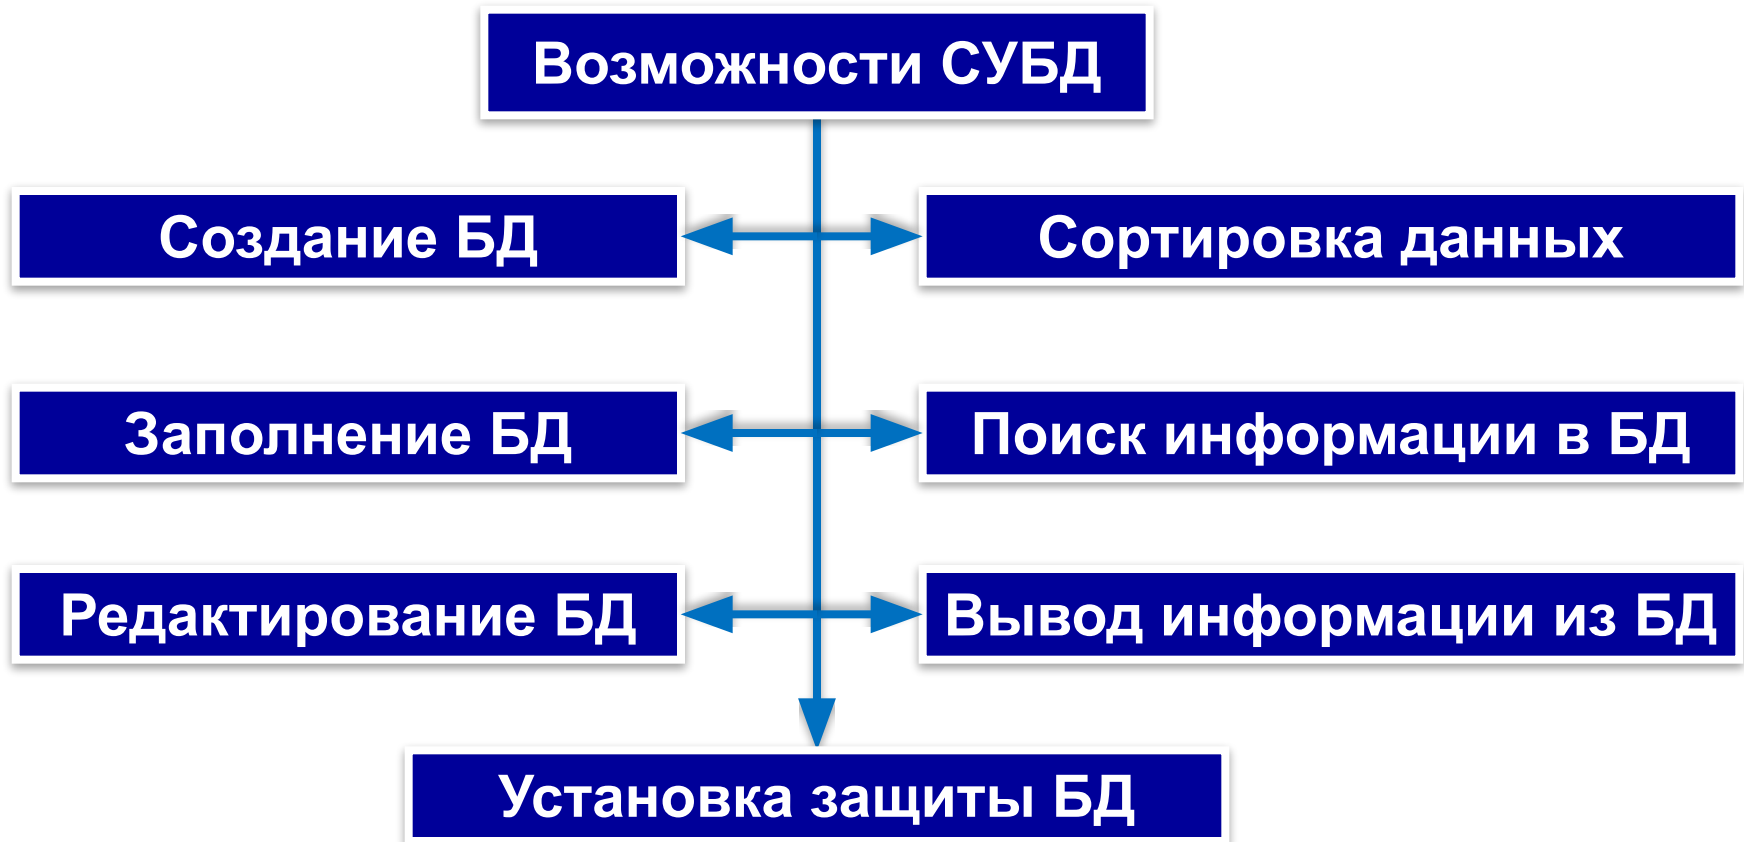 Возможности СУБД
Создание БД
Сортировка данных
Заполнение БД
Поиск информации в БД
Редактирование БД
Вывод информации из БД
Установка защиты БД